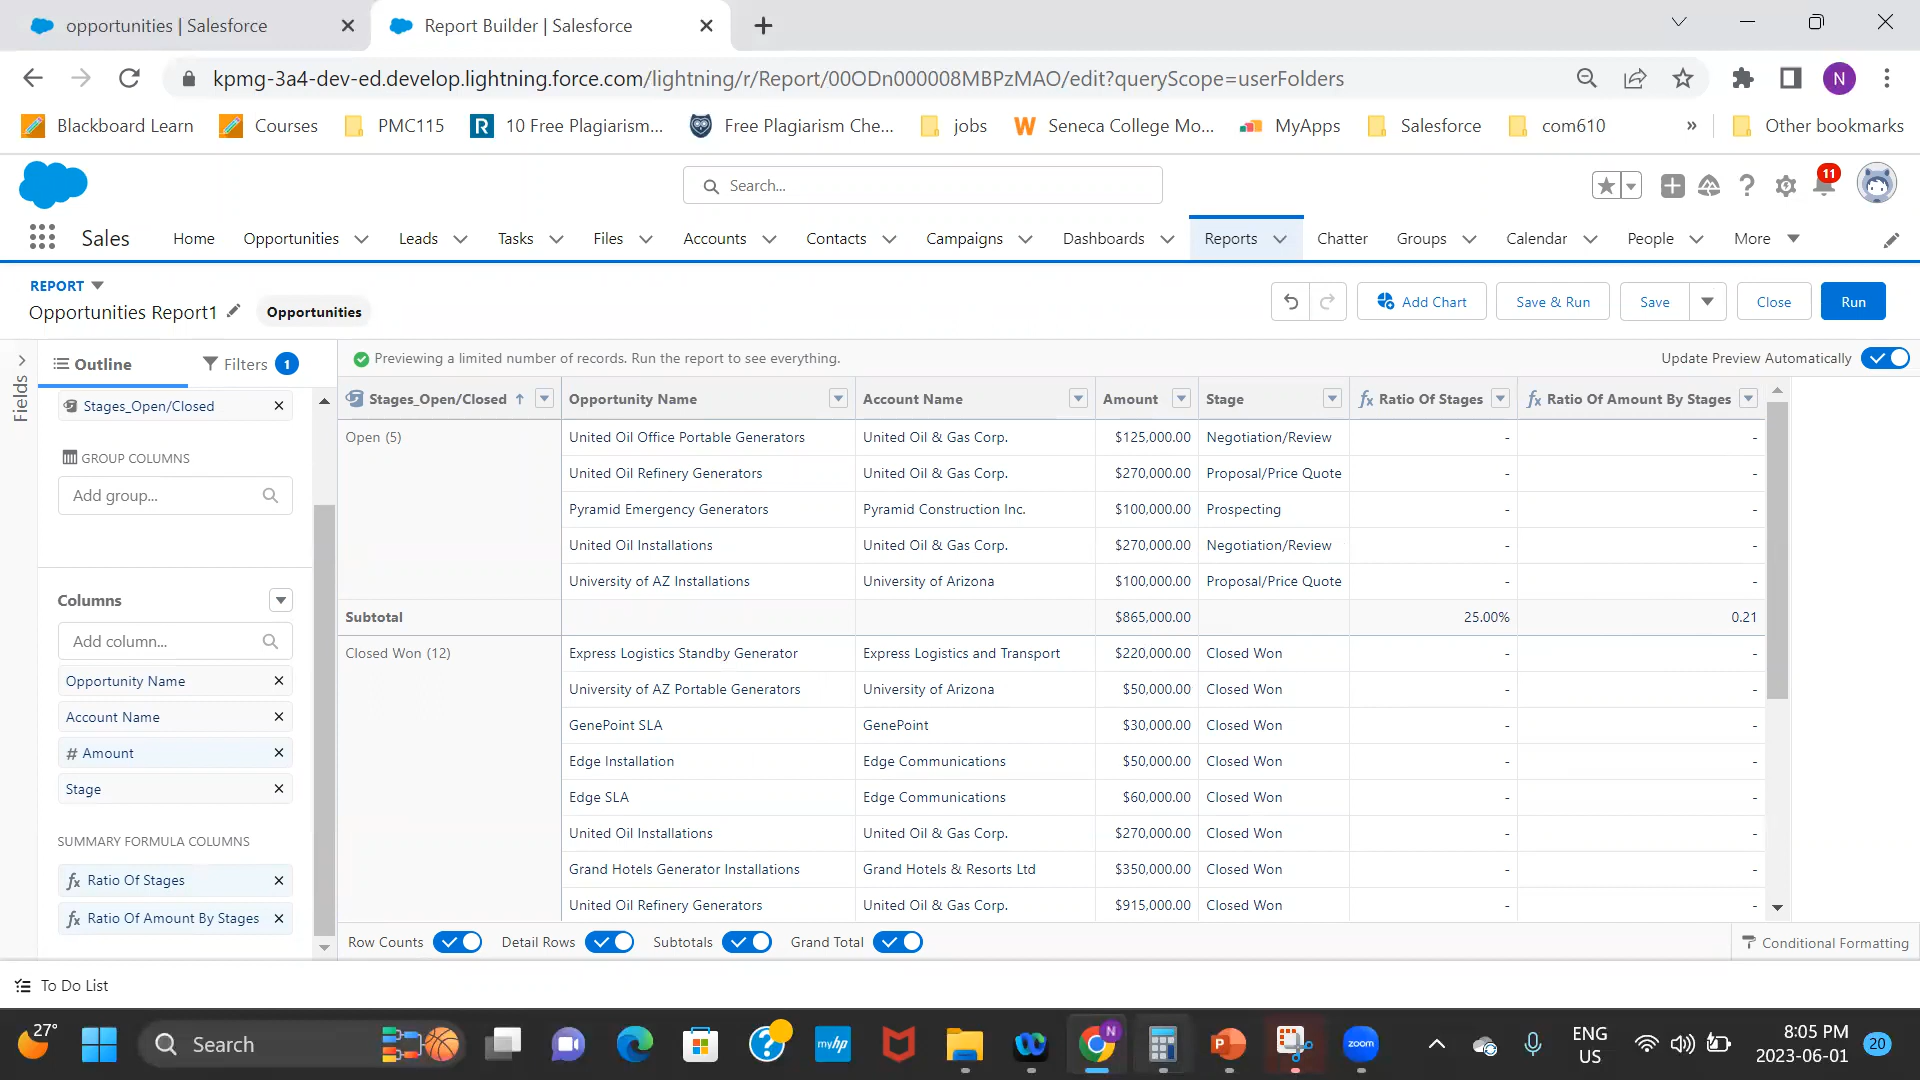 opportunities | Salesforce
Report Builder | Salesforce
kpmg-3a4-dev-ed.develop.lightning.force.com/lightning/r/Report/00ODn000008MBPzMAO/edit?queryScope=userFolders
N
Blackboard Learn
Courses
PMC115
R 10 Free Plagiarism...
Free Plagiarism Che...
jobs
W Seneca College Mo...
MyApps
Salesforce
com610
»
Other bookmarks
Search...
11
Sales
Home
Opportunities
Leads
Tasks
Files
Accounts
Contacts
Campaigns
Dashboards
Reports
Chatter
Groups
Calendar
People
More
REPORT
Opportunities Report1
Opportunities
Add Chart
Save & Run
Save
Close
Run
Fields
Outline
Filters 1
Previewing a limited number of records. Run the report to see everything.
Update Preview Automatically
Stages_Open/Closed
GROUP COLUMNS
Add group...
Columns
Add column...
Opportunity Name
Account Name
# Amount
Stage
SUMMARY FORMULA COLUMNS
fx Ratio Of Stages
fx Ratio Of Amount By Stages
Stages_Open/Closed ↑ Opportunity Name Account Name Amount Stage fx Ratio Of Stages fx Ratio Of Amount By Stages
Open (5) United Oil Office Portable Generators United Oil & Gas Corp. $125,000.00 Negotiation/Review - -
United Oil Refinery Generators United Oil & Gas Corp. $270,000.00 Proposal/Price Quote - -
Pyramid Emergency Generators Pyramid Construction Inc. $100,000.00 Prospecting - -
United Oil Installations United Oil & Gas Corp. $270,000.00 Negotiation/Review - -
University of AZ Installations University of Arizona $100,000.00 Proposal/Price Quote - -
Subtotal $865,000.00 25.00% 0.21
Closed Won (12) Express Logistics Standby Generator Express Logistics and Transport $220,000.00 Closed Won - -
University of AZ Portable Generators University of Arizona $50,000.00 Closed Won - -
GenePoint SLA GenePoint $30,000.00 Closed Won - -
Edge Installation Edge Communications $50,000.00 Closed Won - -
Edge SLA Edge Communications $60,000.00 Closed Won - -
United Oil Installations United Oil & Gas Corp. $270,000.00 Closed Won - -
Grand Hotels Generator Installations Grand Hotels & Resorts Ltd $350,000.00 Closed Won - -
United Oil Refinery Generators United Oil & Gas Corp. $915,000.00 Closed Won - -
Row Counts
Detail Rows
Subtotals
Grand Total
Conditional Formatting
To Do List
27°
Search
myhp
N
P
zoom
ENG
US
8:05 PM
2023-06-01
20